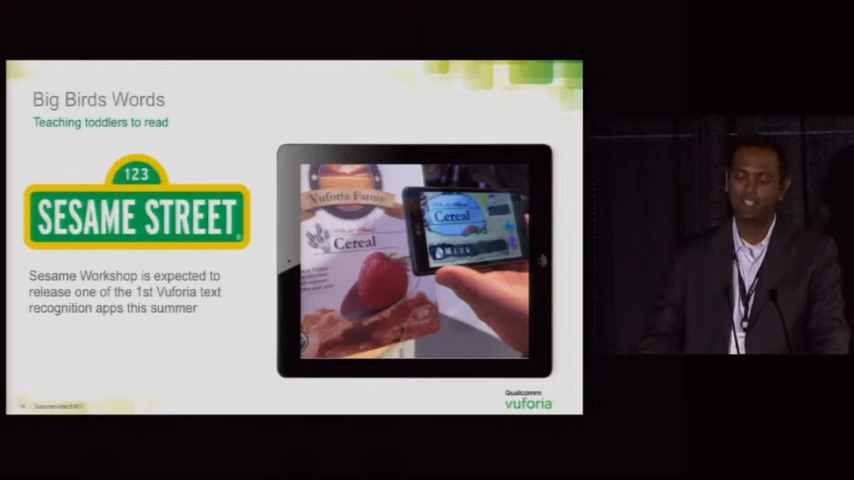 Big Birds Words
Teaching toddlers to read
123
SESAME STREET
Sesame Workshop is expected to
release one of the 1st Vuforia text
recognition apps this summer
Vuforia Farms
Cereal
Cereal
Qualcomm
vuforia